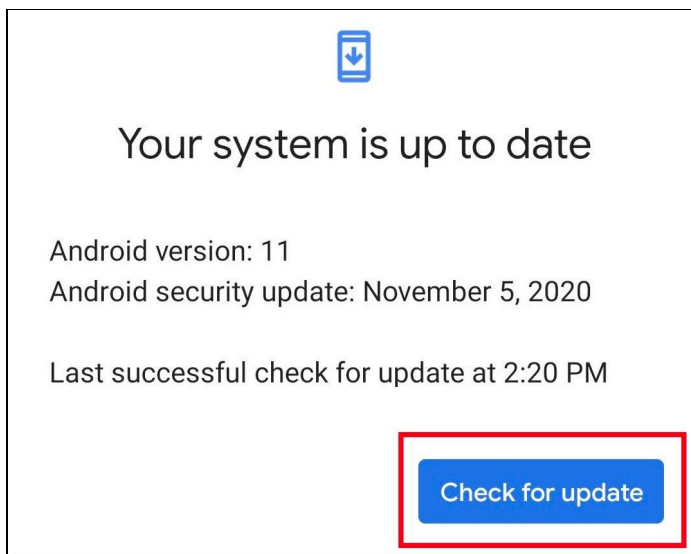 Your system is up to date
Android version: 11
Android security update: November 5, 2020
Last successful check for update at 2:20 PM
Check for update